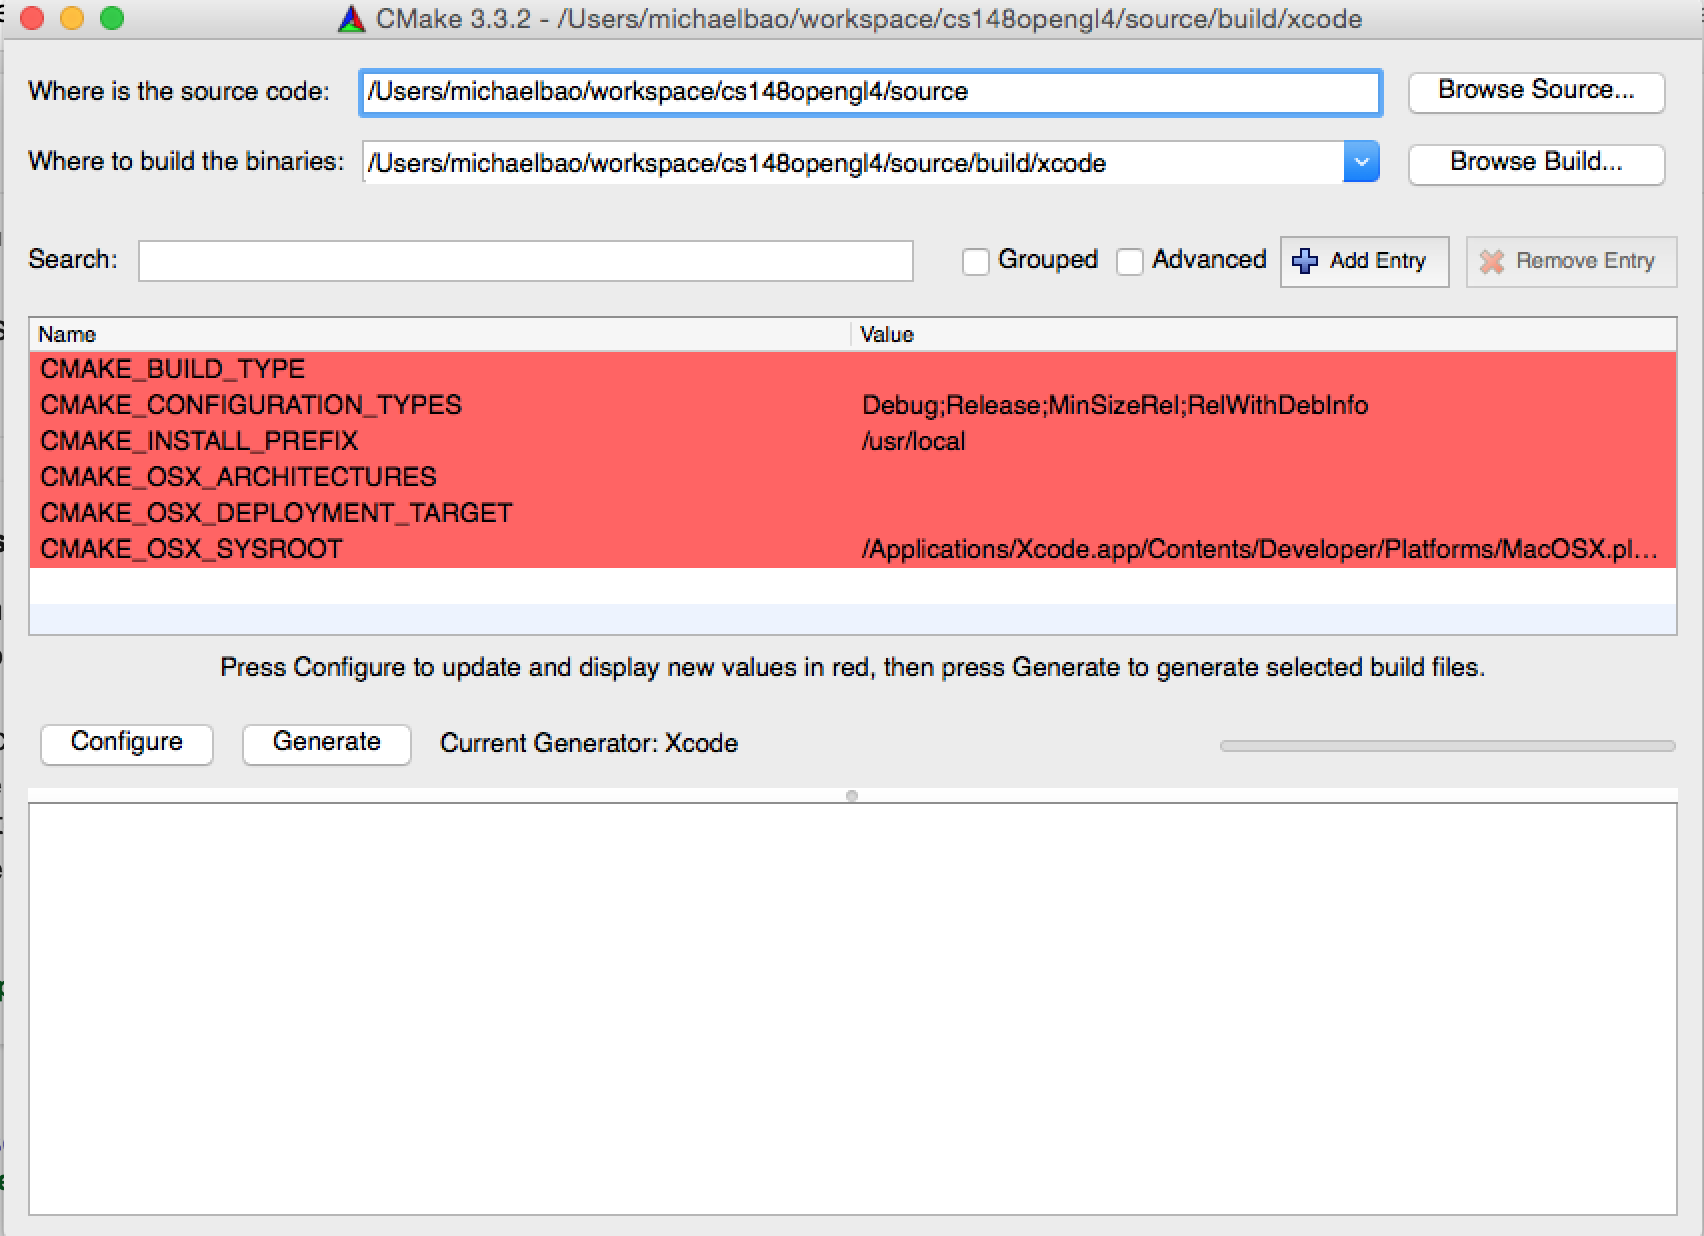 CMake 3.3.2 - /Users/michaelbao/workspace/cs148opengl4/source/build/xcode
Where is the source code: /Users/michaelbao/workspace/cs148opengl4/source Browse Source...
Where to build the binaries: /Users/michaelbao/workspace/cs148opengl4/source/build/xcode Browse Build...
Search: Grouped Advanced Add Entry Remove Entry
Name Value
CMAKE_BUILD_TYPE
CMAKE_CONFIGURATION_TYPES Debug;Release;MinSizeRel;RelWithDebInfo
CMAKE_INSTALL_PREFIX /usr/local
CMAKE_OSX_ARCHITECTURES
CMAKE_OSX_DEPLOYMENT_TARGET
CMAKE_OSX_SYSROOT /Applications/Xcode.app/Contents/Developer/Platforms/MacOSX.pl...
Press Configure to update and display new values in red, then press Generate to generate selected build files.
Configure Generate Current Generator: Xcode